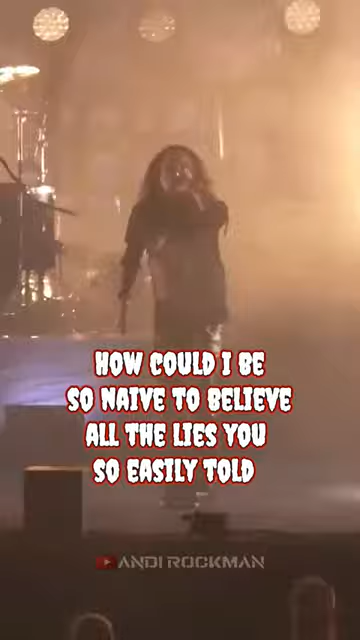 HOW COULD I BE
SO NAIVE TO BELIEVE
ALL THE LIES YOU
SO EASILY TOLD
ANDI ROCKMAN